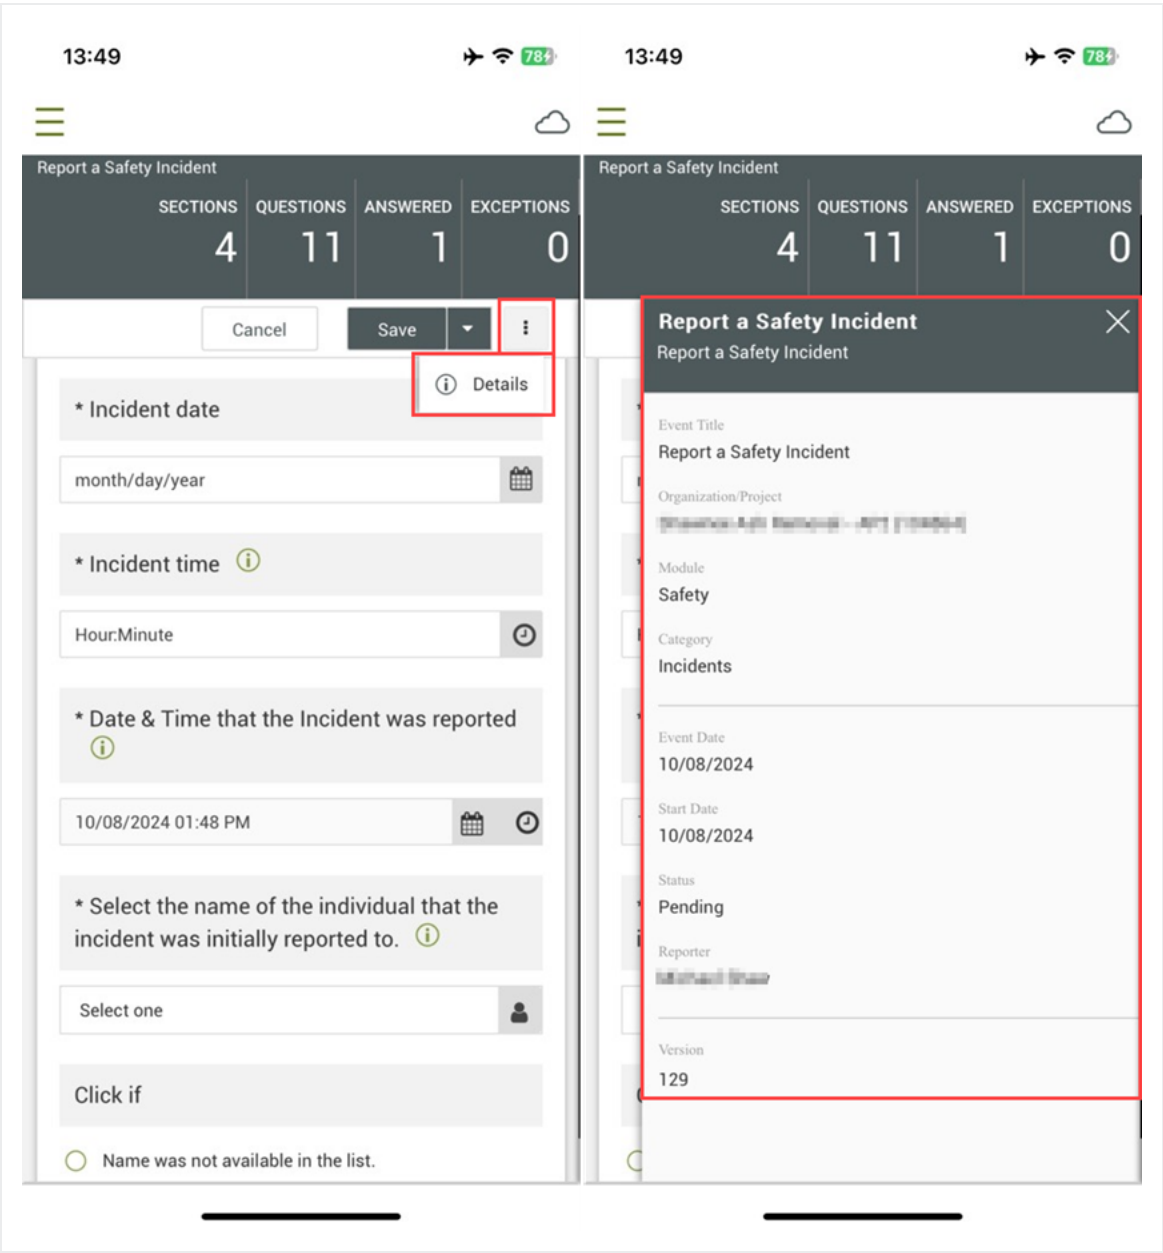 13:49
78
Report a Safety Incident
SECTIONS QUESTIONS ANSWERED EXCEPTIONS
4 11 1 0
Cancel Save
Details
* Incident date
month/day/year
* Incident time
Hour:Minute
* Date & Time that the Incident was reported
10/08/2024 01:48 PM
* Select the name of the individual that the
incident was initially reported to.
Select one
Click if
Name was not available in the list.
13:49
78
Report a Safety Incident
SECTIONS QUESTIONS ANSWERED EXCEPTIONS
4 11 1 0
Report a Safety Incident
Report a Safety Incident
Event Title
Report a Safety Incident
Organization/Project
Module
Safety
Category
Incidents
Event Date
10/08/2024
Start Date
10/08/2024
Status
Pending
Reporter
Version
129